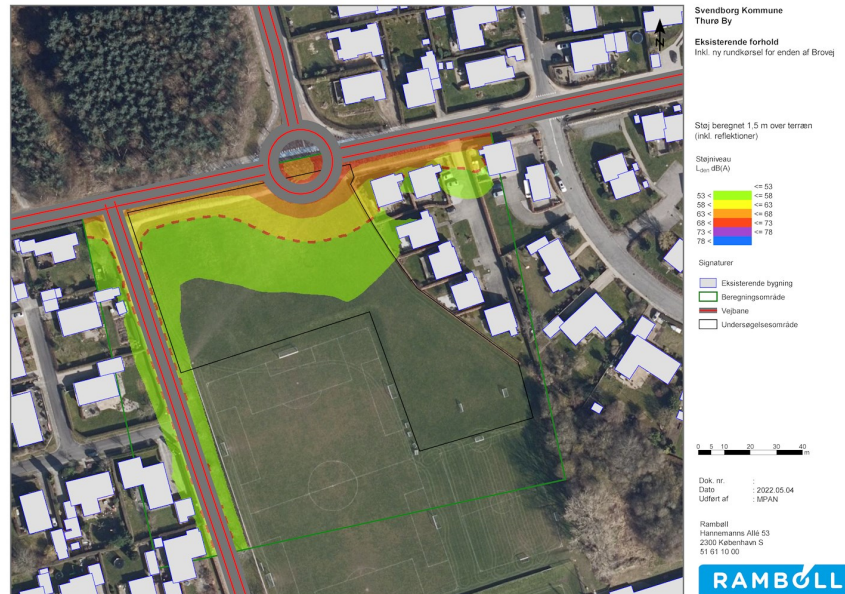 Svendborg Kommune
Thurø By
Eksisterende forhold
Inkl. ny rundkørsel for enden af Brovej
N
Støj beregnet 1,5 m over terræn
(inkl. reflektioner)
Støjniveau
Lden dB(A)
<= 53
53 < <= 58
58 < <= 63
63 < <= 68
68 < <= 73
73 < <= 78
78 <
Signaturer
Eksisterende bygning
Beregningsområde
Vejbane
Undersøgelsesområde
0 5 10 20 30 40
m
Dok. nr. :
Dato : 2022.05.04
Udført af : MPAN
Rambøll
Hannemanns Allé 53
2300 København S
51 61 10 00
RAMBOLL